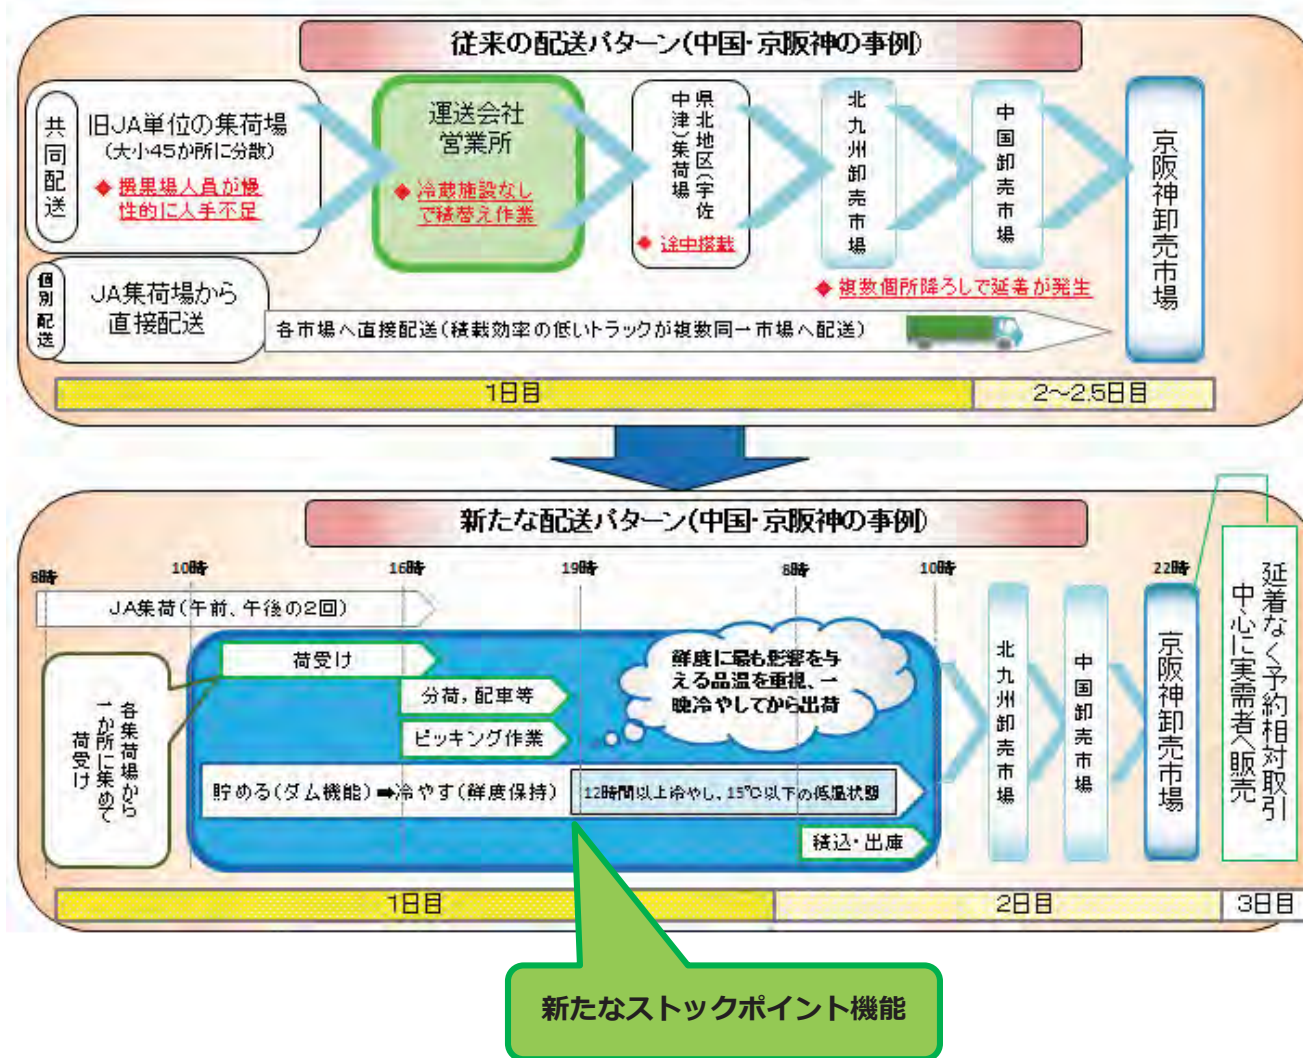 従来の配送パターン(中国・京阪神の事例)
共同配送
旧JA単位の集荷場
(大小45か所に分散)
◆ 撰果場人員が慢
性的に人手不足
運送会社
営業所
◆ 冷蔵施設なし
で積替え作業
県北地区(宇佐
中津)集荷場
◆ 途中搭載
北九州卸売市場
中国卸売市場
京阪神卸売市場
◆ 複数個所降ろしで延着が発生
個別配送
JA集荷場から
直接配送
各市場へ直接配送(積載効率の低いトラックが複数同一市場へ配送)
1日目
2~2.5日目
新たな配送パターン(中国・京阪神の事例)
8時
10時
16時
19時
8時
10時
22時
JA集荷(午前、午後の2回)
各集荷場から
一か所に集めて
荷受け
荷受け
分荷,配車等
ピッキング作業
鮮度に最も影響を与
える品温を重視、一
晩冷やしてから出荷
貯める(ダム機能)➡冷やす(鮮度保持)
12時間以上冷やし、15℃以下の低温状態
積込・出庫
北九州卸売市場
中国卸売市場
京阪神卸売市場
延着なく予約相対取引
中心に実需者へ販売
1日目
2日目
3日目
新たなストックポイント機能